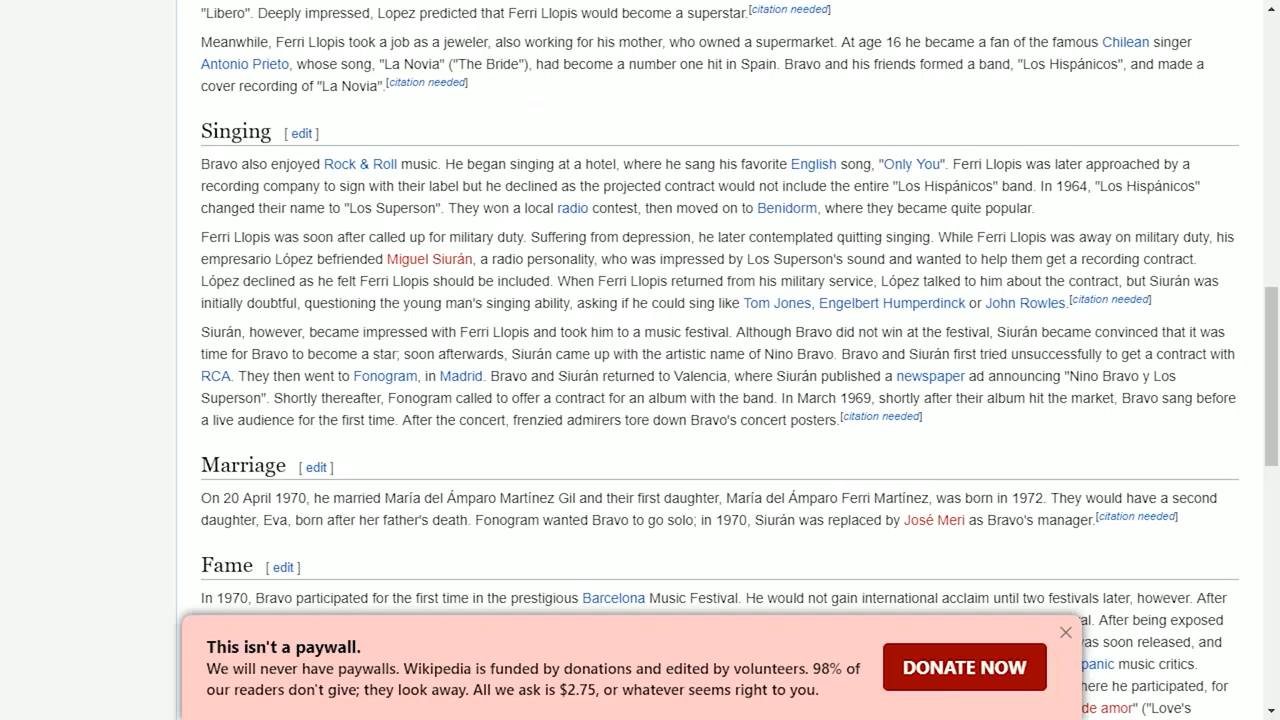 "Libero". Deeply impressed, Lopez predicted that Ferri Llopis would become a superstar.[citation needed]
Meanwhile, Ferri Llopis took a job as a jeweler, also working for his mother, who owned a supermarket. At age 16 he became a fan of the famous Chilean singer
Antonio Prieto, whose song, "La Novia" ("The Bride"), had become a number one hit in Spain. Bravo and his friends formed a band, "Los Hispánicos", and made a
cover recording of "La Novia".[citation needed]
Singing [ edit ]
Bravo also enjoyed Rock & Roll music. He began singing at a hotel, where he sang his favorite English song, "Only You". Ferri Llopis was later approached by a
recording company to sign with their label but he declined as the projected contract would not include the entire "Los Hispánicos" band. In 1964, "Los Hispánicos"
changed their name to "Los Superson". They won a local radio contest, then moved on to Benidorm, where they became quite popular.
Ferri Llopis was soon after called up for military duty. Suffering from depression, he later contemplated quitting singing. While Ferri Llopis was away on military duty, his
empresario López befriended Miguel Siurán, a radio personality, who was impressed by Los Superson's sound and wanted to help them get a recording contract.
López declined as he felt Ferri Llopis should be included. When Ferri Llopis returned from his military service, López talked to him about the contract, but Siurán was
initially doubtful, questioning the young man's singing ability, asking if he could sing like Tom Jones, Engelbert Humperdinck or John Rowles.[citation needed]
Siurán, however, became impressed with Ferri Llopis and took him to a music festival. Although Bravo did not win at the festival, Siurán became convinced that it was
time for Bravo to become a star; soon afterwards, Siurán came up with the artistic name of Nino Bravo. Bravo and Siurán first tried unsuccessfully to get a contract with
RCA. They then went to Fonogram, in Madrid. Bravo and Siurán returned to Valencia, where Siurán published a newspaper ad announcing "Nino Bravo y Los
Superson". Shortly thereafter, Fonogram called to offer a contract for an album with the band. In March 1969, shortly after their album hit the market, Bravo sang before
a live audience for the first time. After the concert, frenzied admirers tore down Bravo's concert posters.[citation needed]
Marriage [ edit ]
On 20 April 1970, he married María del Ámparo Martínez Gil and their first daughter, María del Ámparo Ferri Martínez, was born in 1972. They would have a second
daughter, Eva, born after her father's death. Fonogram wanted Bravo to go solo; in 1970, Siurán was replaced by José Meri as Bravo's manager.[citation needed]
Fame [ edit ]
In 1970, Bravo participated for the first time in the prestigious Barcelona Music Festival. He would not gain international acclaim until two festivals later, however. After
al. After being exposed
was soon released, and
panic music critics.
here he participated, for
de amor" ("Love's
This isn't a paywall.
We will never have paywalls. Wikipedia is funded by donations and edited by volunteers. 98% of
our readers don't give; they look away. All we ask is $2.75, or whatever seems right to you.
DONATE NOW